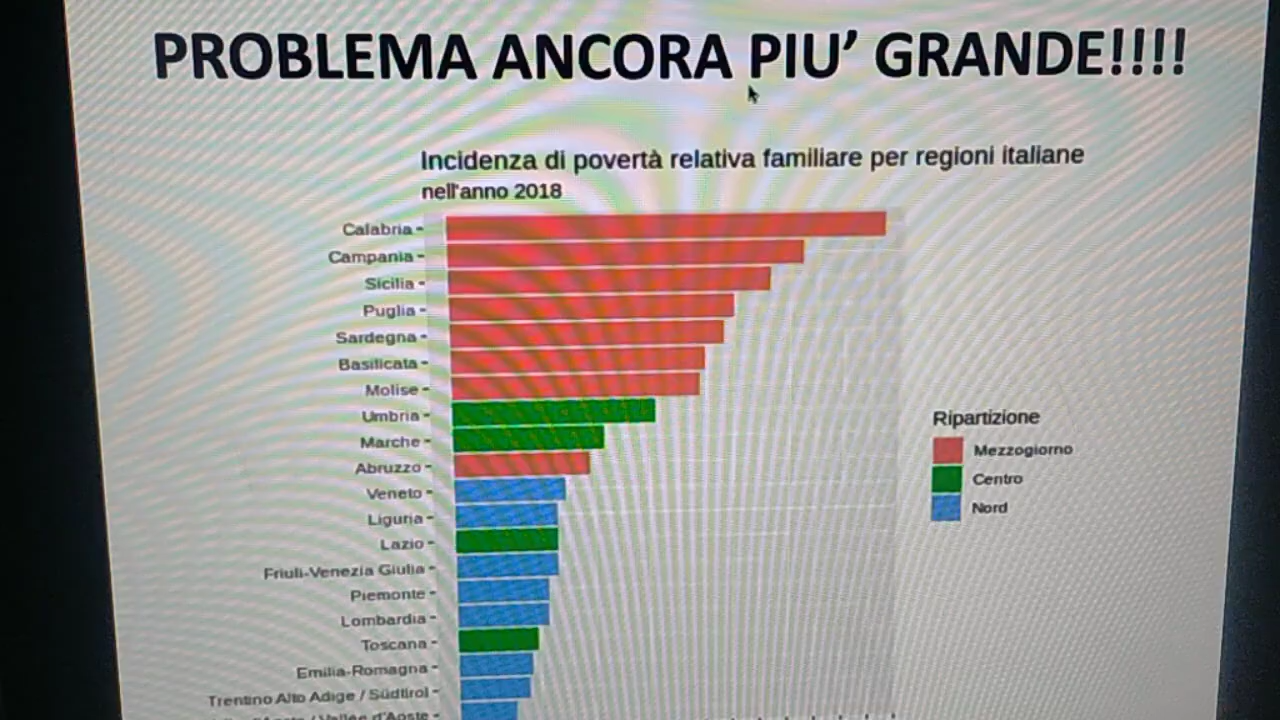 PROBLEMA ANCORA PIU' GRANDE!!!!
Incidenza di povertà relativa familiare per regioni italiane
nell'anno 2018
Calabria
Campania
Sicilia
Puglia
Sardegna
Basilicata
Molise
Umbria
Marche
Abruzzo
Veneto
Liguria
Lazio
Friuli-Venezia Giulia
Piemonte
Lombardia
Toscana
Emilia-Romagna
Trentino Alto Adige / Südtirol
/ Vallée d'Aoste
Ripartizione
Mezzogiorno
Centro
Nord